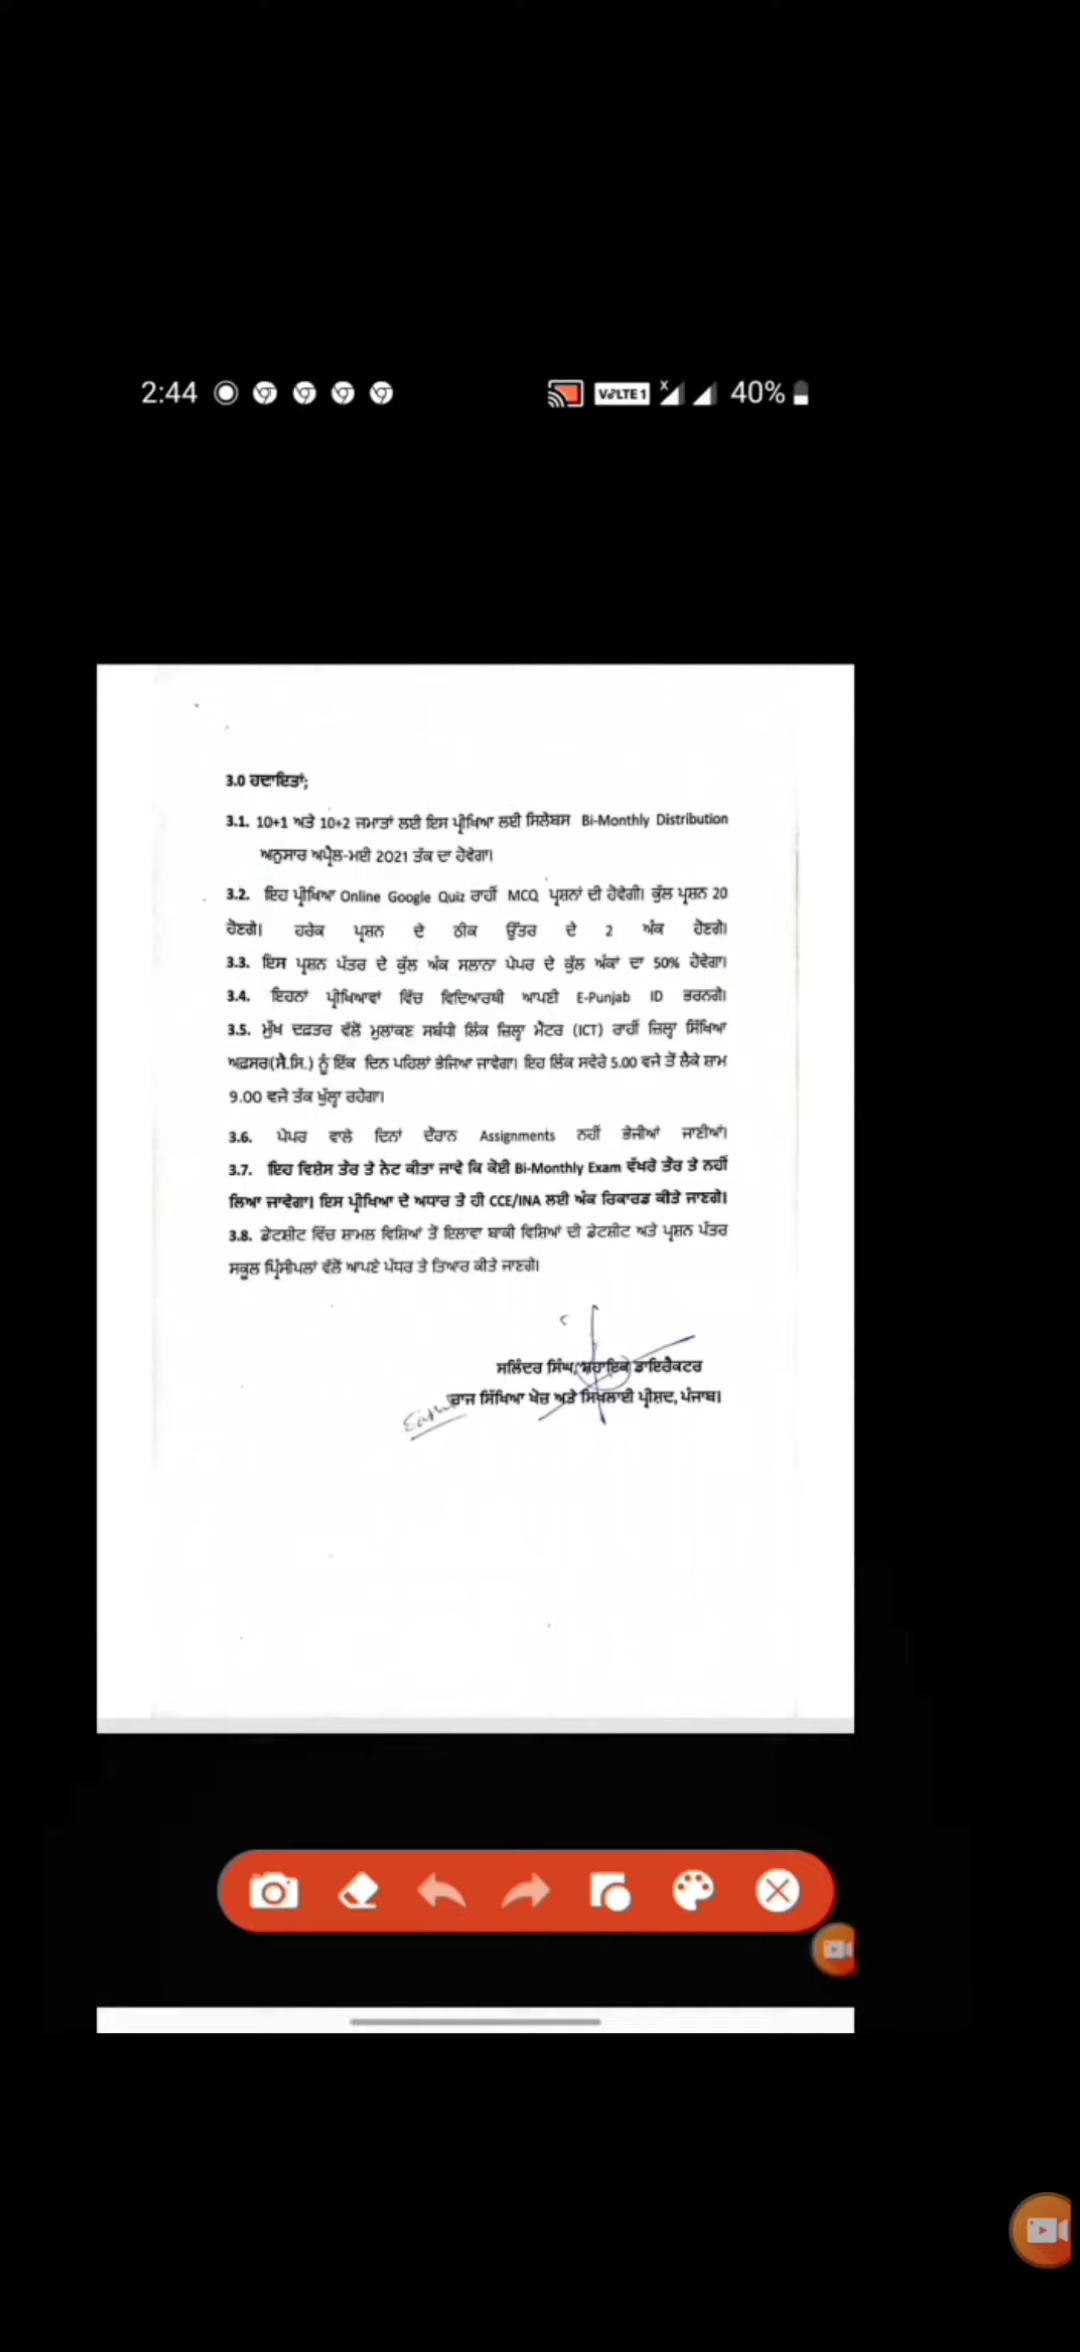 2:44
VoLTE 1
40%
3.0 ਹਦਾਇਤਾਂ;
3.1. 10+1 ਅਤੇ 10+2 ਜਮਾਤਾਂ ਲਈ ਇਸ ਪ੍ਰੀਖਿਆ ਲਈ ਸਿਲੇਬਸ Bi-Monthly Distribution
ਅਨੁਸਾਰ ਅਪ੍ਰੈਲ-ਮਈ 2021 ਤੱਕ ਦਾ ਹੋਵੇਗਾ।
3.2. ਇਹ ਪ੍ਰੀਖਿਆ Online Google Quiz ਰਾਹੀਂ MCQ ਪ੍ਰਸ਼ਨਾਂ ਦੀ ਹੋਵੇਗੀ। ਕੁੱਲ ਪ੍ਰਸ਼ਨ 20
ਹੋਣਗੇ। ਹਰੇਕ ਪ੍ਰਸ਼ਨ ਦੇ ਠੀਕ ਉੱਤਰ ਦੇ 2 ਅੰਕ ਹੋਣਗੇ।
3.3. ਇਸ ਪ੍ਰਸ਼ਨ ਪੱਤਰ ਦੇ ਕੁੱਲ ਅੰਕ ਸਲਾਨਾ ਪੇਪਰ ਦੇ ਕੁੱਲ ਅੰਕਾਂ ਦਾ 50% ਹੋਵੇਗਾ।
3.4. ਇਹਨਾਂ ਪ੍ਰੀਖਿਆਵਾਂ ਵਿੱਚ ਵਿਦਿਆਰਥੀ ਆਪਣੀ E-Punjab ID ਭਰਨਗੇ।
3.5. ਮੁੱਖ ਦਫ਼ਤਰ ਵੱਲੋਂ ਮੁਲਾਂਕਣ ਸਬੰਧੀ ਲਿੰਕ ਜ਼ਿਲ੍ਹਾ ਮੈਂਟਰ (ICT) ਰਾਹੀਂ ਜ਼ਿਲ੍ਹਾ ਸਿੱਖਿਆ
ਅਫ਼ਸਰ(ਸੈ.ਸਿ.) ਨੂੰ ਇੱਕ ਦਿਨ ਪਹਿਲਾਂ ਭੇਜਿਆ ਜਾਵੇਗਾ। ਇਹ ਲਿੰਕ ਸਵੇਰੇ 5.00 ਵਜੇ ਤੋਂ ਲੈਕੇ ਸ਼ਾਮ
9.00 ਵਜੇ ਤੱਕ ਖੁੱਲ੍ਹਾ ਰਹੇਗਾ।
3.6. ਪੇਪਰ ਵਾਲੇ ਦਿਨਾਂ ਦੌਰਾਨ Assignments ਨਹੀਂ ਭੇਜੀਆਂ ਜਾਣੀਆਂ।
3.7. ਇਹ ਵਿਸ਼ੇਸ ਤੌਰ ਤੇ ਨੋਟ ਕੀਤਾ ਜਾਵੇ ਕਿ ਕੋਈ Bi-Monthly Exam ਵੱਖਰੇ ਤੌਰ ਤੇ ਨਹੀਂ
ਲਿਆ ਜਾਵੇਗਾ। ਇਸ ਪ੍ਰੀਖਿਆ ਦੇ ਅਧਾਰ ਤੇ ਹੀ CCE/INA ਲਈ ਅੰਕ ਰਿਕਾਰਡ ਕੀਤੇ ਜਾਣਗੇ।
3.8. ਡੇਟਸ਼ੀਟ ਵਿੱਚ ਸ਼ਾਮਲ ਵਿਸ਼ਿਆਂ ਤੋਂ ਇਲਾਵਾ ਬਾਕੀ ਵਿਸ਼ਿਆਂ ਦੀ ਡੇਟਸ਼ੀਟ ਅਤੇ ਪ੍ਰਸ਼ਨ ਪੱਤਰ
ਸਕੂਲ ਪ੍ਰਿੰਸੀਪਲਾਂ ਵੱਲੋਂ ਆਪਣੇ ਪੱਧਰ ਤੇ ਤਿਆਰ ਕੀਤੇ ਜਾਣਗੇ।
ਸਲਿੰਦਰ ਸਿੰਘ, ਸਹਾਇਕ ਡਾਇਰੈਕਟਰ
ਰਾਜ ਸਿੱਖਿਆ ਖੋਜ ਅਤੇ ਸਿਖਲਾਈ ਪ੍ਰੀਸ਼ਦ, ਪੰਜਾਬ।